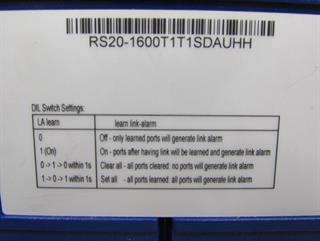 RS20-1600T1T1SDAUHH
DIL Switch Settings:
LA learn learn link-alarm
0 Off - only learned ports will generate link alarm
1 (On) On - ports after having link will be learned and generate link alarm
0 -> 1 -> 0 within 1s Clear all - all ports cleared: no ports will generate link alarm
1 -> 0 -> 1 within 1s Set all - all ports learned: all ports will generate link alarm